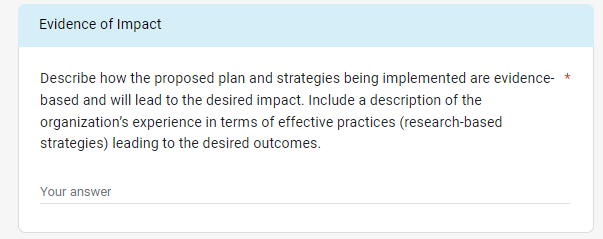 Evidence of Impact
Describe how the proposed plan and strategies being implemented are evidence- *
based and will lead to the desired impact. Include a description of the
organization's experience in terms of effective practices (research-based
strategies) leading to the desired outcomes.
Your answer